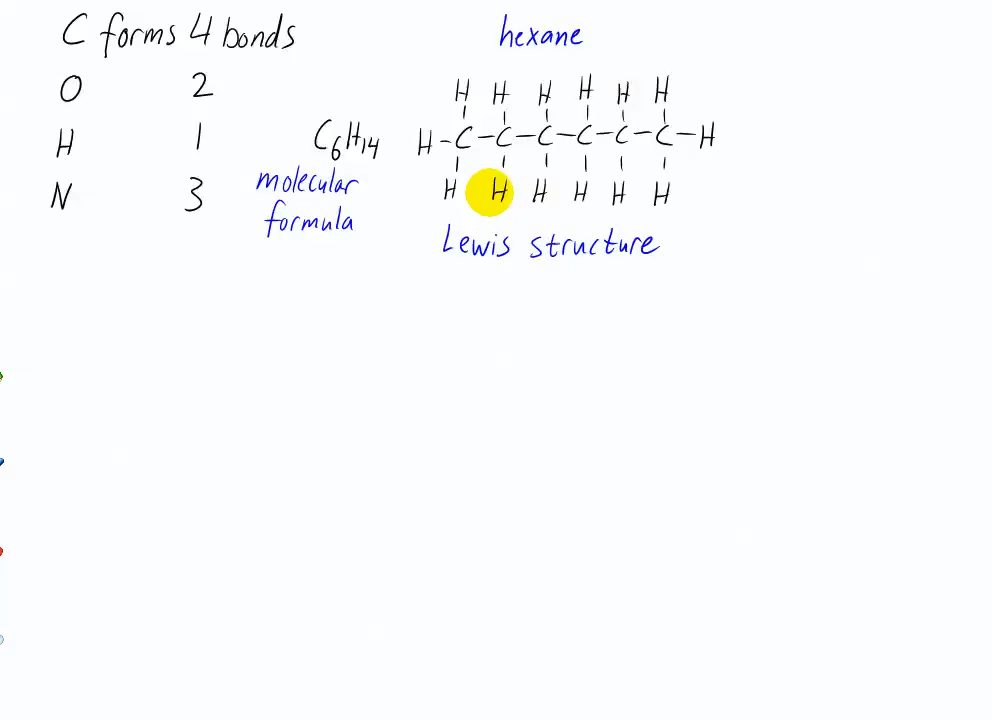 C forms 4 bonds
O 2
H 1
N 3
C6H14
molecular
formula
hexane
H H H H H H
H-C-C-C-C-C-C-H
H H H H H H
Lewis structure